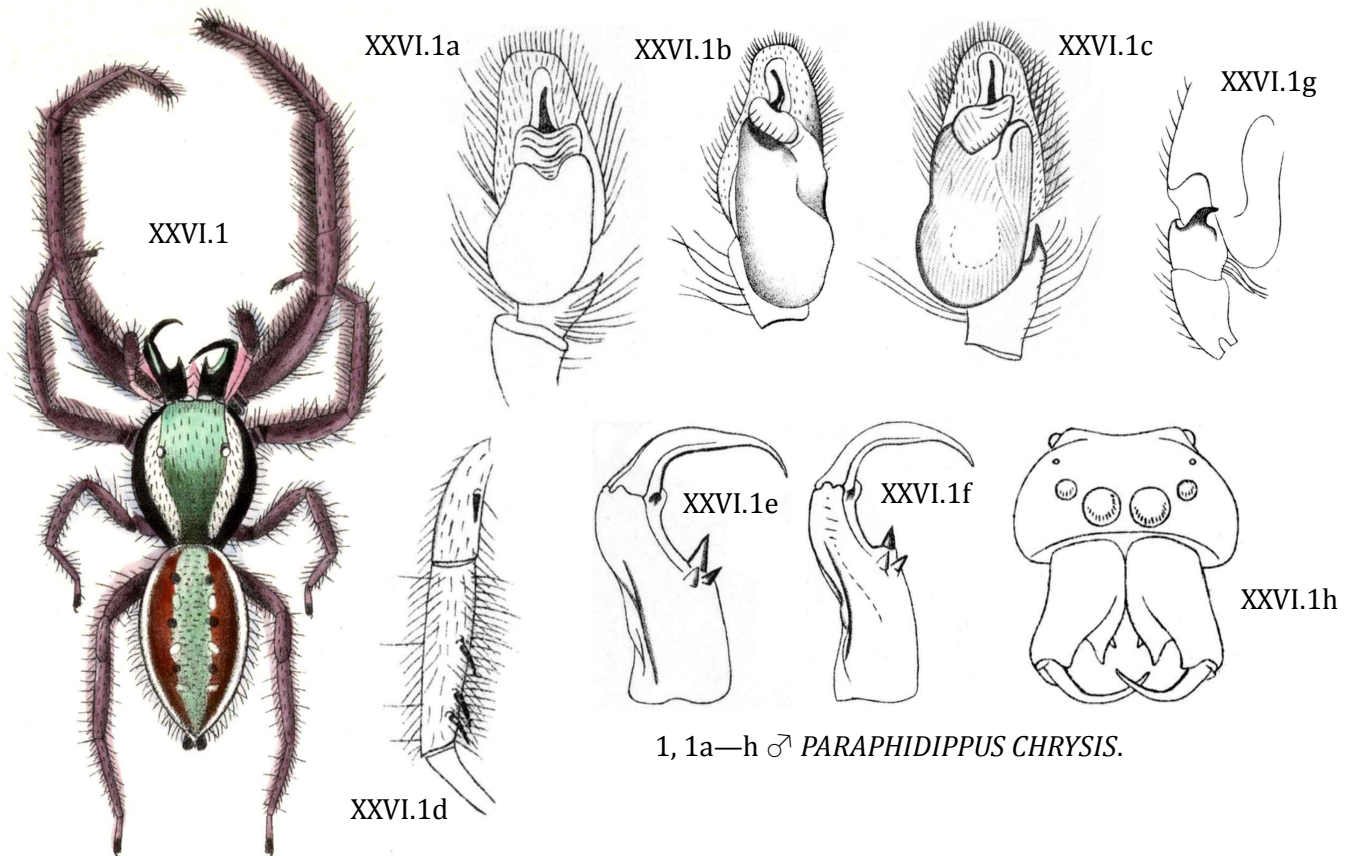 XXVI.1a
XXVI.1b
XXVI.1c
XXVI.1g
XXVI.1
XXVI.1e
XXVI.1f
XXVI.1h
1, 1a—h ♂ PARAPHIDIPPUS CHRYSIS.
XXVI.1d